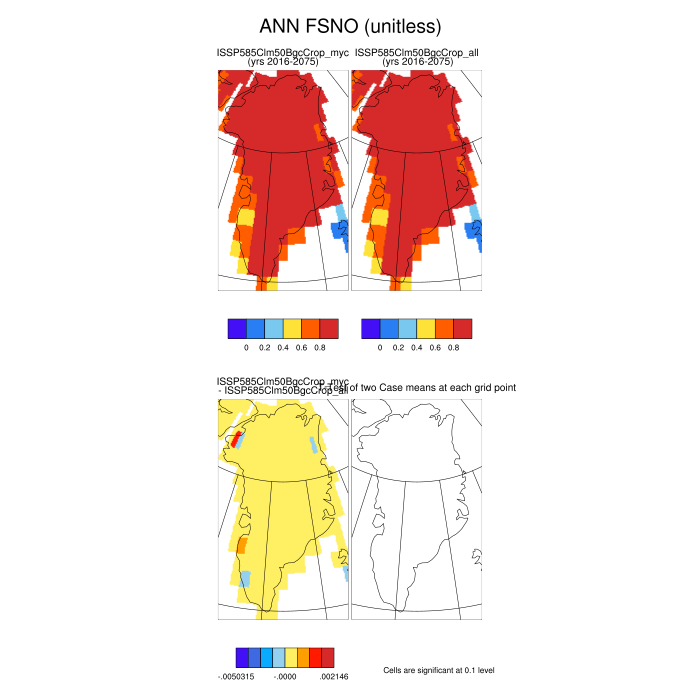 ANN FSNO (unitless)
ISSP585Clm50BgcCrop_myc ISSP585Clm50BgcCrop_all
(yrs 2016-2075) (yrs 2016-2075)
0 0.2 0.4 0.6 0.8 0 0.2 0.4 0.6 0.8
ISSP585Clm50BgcCrop_myc
- ISSP585Clm50BgcCrop_all
T-Test of two Case means at each grid point
-.0050315 -.0000 .002146
Cells are significant at 0.1 level